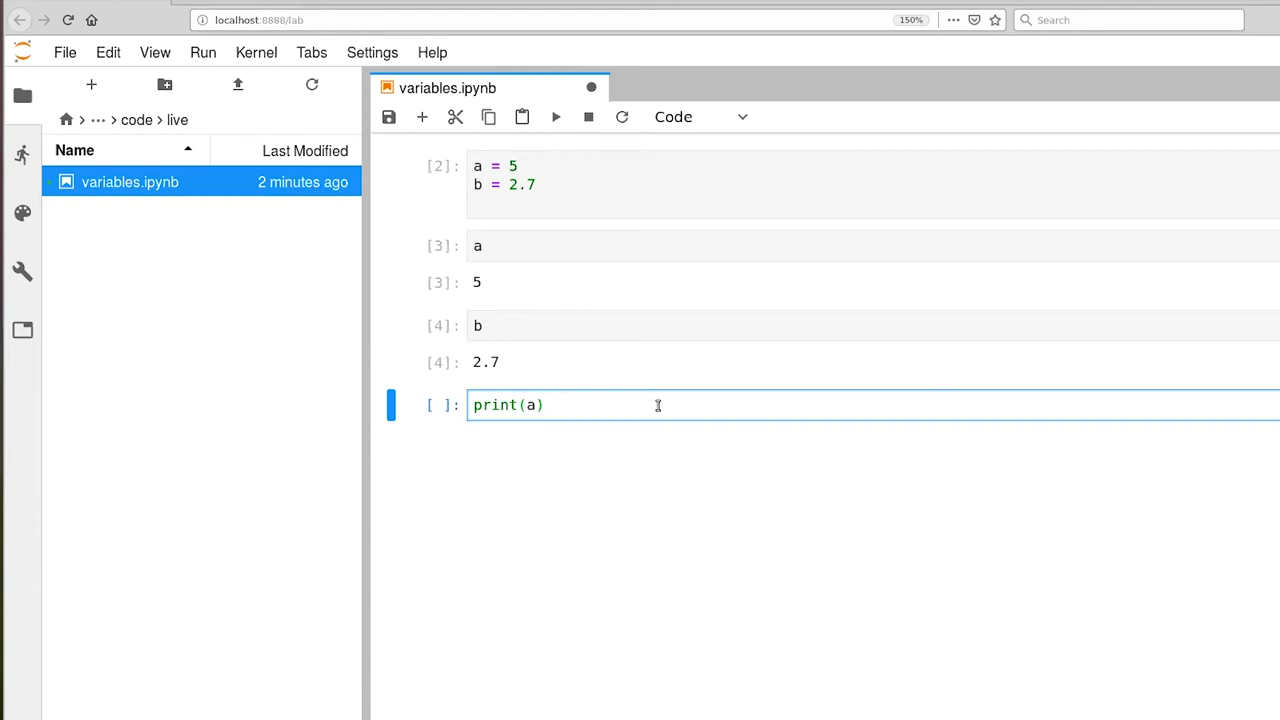 localhost:8888/lab
150%
Search
File Edit View Run Kernel Tabs Settings Help
variables.ipynb
code live
Code
Name Last Modified
variables.ipynb 2 minutes ago
[2]: a = 5
b = 2.7
[3]: a
[3]: 5
[4]: b
[4]: 2.7
[ ]: print(a)